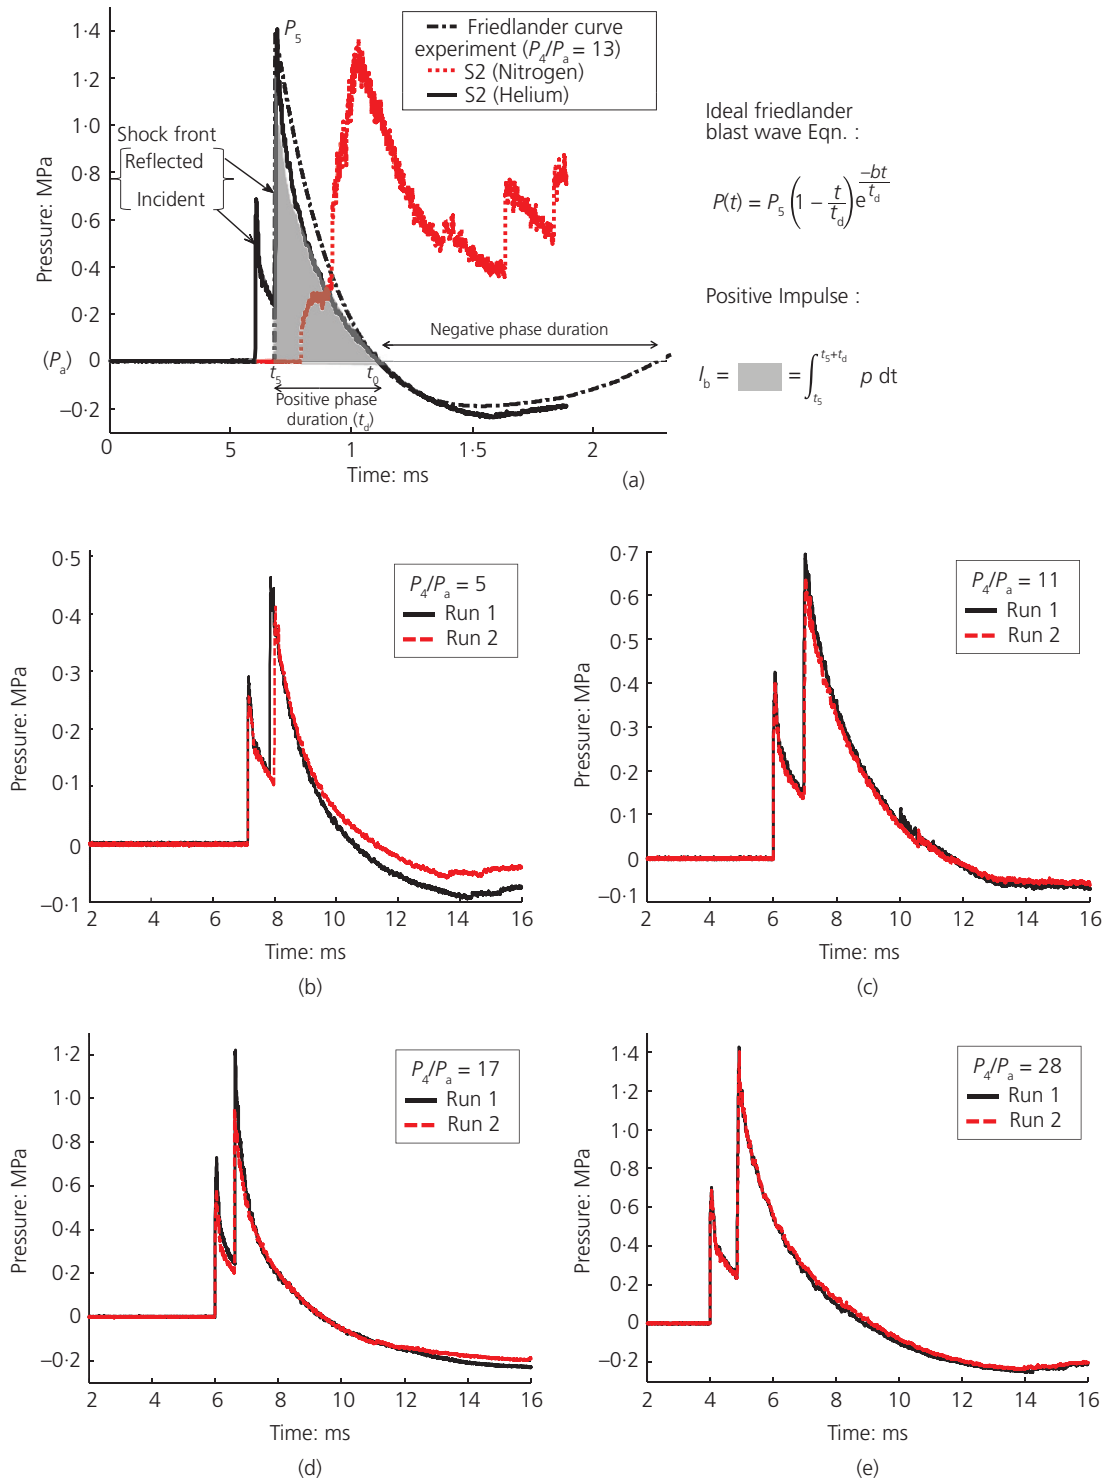 1·4
1·2
1·0
0·8
0·6
0·4
0·2
(Pa) 0
–0·2
Pressure: MPa
P5
Friedlander curve
experiment (P4/Pa = 13)
S2 (Nitrogen)
S2 (Helium)
Shock front
Reflected
Incident
Negative phase duration
t5
t0
Positive phase
duration (td)
0 5 1 1·5 2
Time: ms
(a)
Ideal friedlander
blast wave Eqn. :
P(t) = P5 (1 − t/td) e^(−bt/td)
Positive Impulse :
Ib = = ∫ t5 t5+td p dt
0·5
0·4
0·3
0·2
0·1
0
–0·1
Pressure: MPa
P4/Pa = 5
Run 1
Run 2
2 4 6 8 10 12 14 16
Time: ms
(b)
0·7
0·6
0·5
0·4
0·3
0·2
0·1
0
–0·1
Pressure: MPa
P4/Pa = 11
Run 1
Run 2
2 4 6 8 10 12 14 16
Time: ms
(c)
1·2
1·0
0·8
0·6
0·4
0·2
0
–0·2
Pressure: MPa
P4/Pa = 17
Run 1
Run 2
2 4 6 8 10 12 14 16
Time: ms
(d)
1·4
1·2
1·0
0·8
0·6
0·4
0·2
0
–0·2
Pressure: MPa
P4/Pa = 28
Run 1
Run 2
2 4 6 8 10 12 14 16
Time: ms
(e)